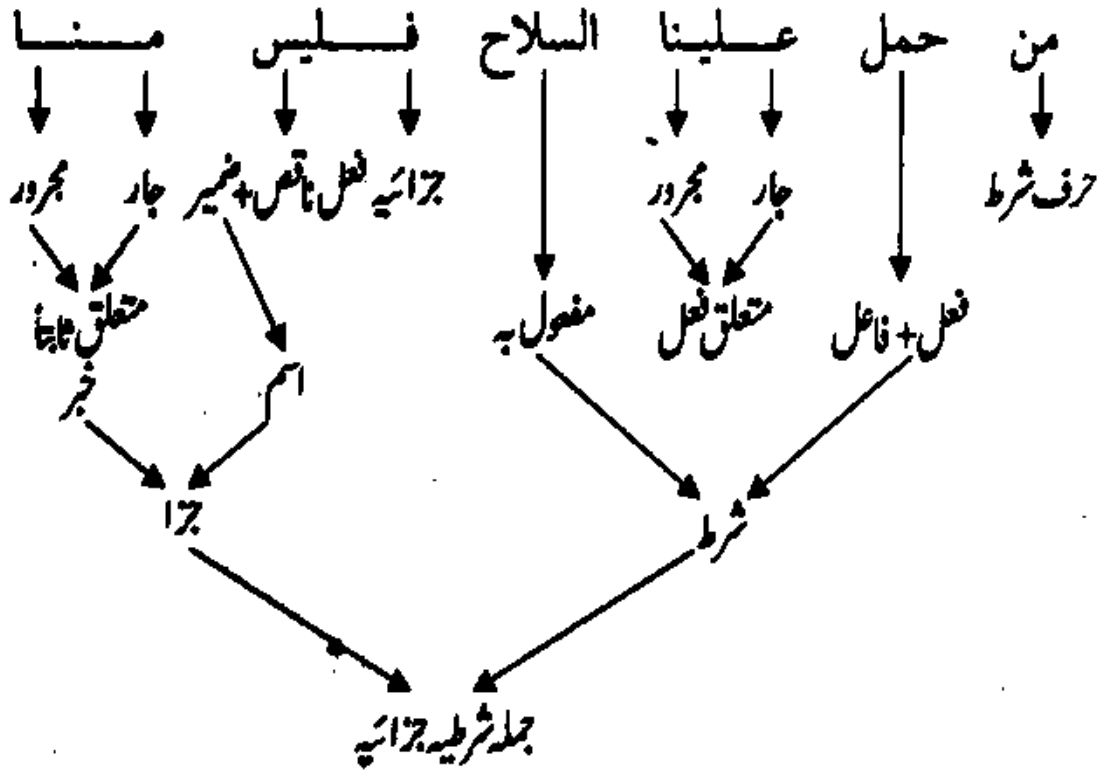 من حمل علينا السلاح فليس منا
حرف شرط جار مجرور جزائیہ فعل ناقص+ضمیر جار مجرور
فعل+فاعل متعلق فعل مفعول بہ متعلق ثابتاً
اسم خبر
شرط جزا
جملہ شرطیہ جزائیہ